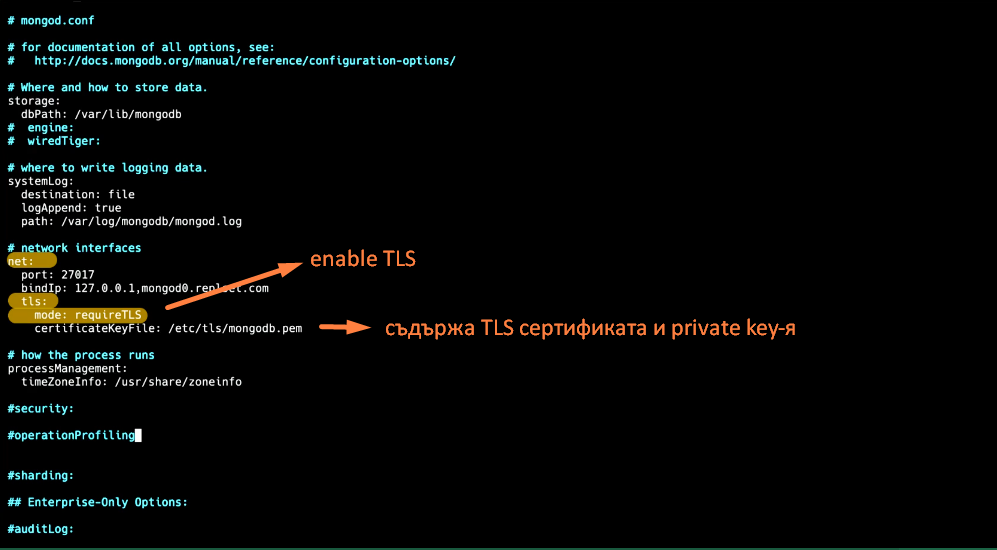 # mongod.conf
# for documentation of all options, see:
#   http://docs.mongodb.org/manual/reference/configuration-options/
# Where and how to store data.
storage:
  dbPath: /var/lib/mongodb
#  engine:
#  wiredTiger:
# where to write logging data.
systemLog:
  destination: file
  logAppend: true
  path: /var/log/mongodb/mongod.log
# network interfaces
net:
enable TLS
  port: 27017
  bindIp: 127.0.0.1,mongod0.replset.com
  tls:
    mode: requireTLS
    certificateKeyFile: /etc/tls/mongodb.pem
съдържа TLS сертификата и private key-я
# how the process runs
processManagement:
  timeZoneInfo: /usr/share/zoneinfo
#security:
#operationProfiling
#sharding:
## Enterprise-Only Options:
#auditLog: